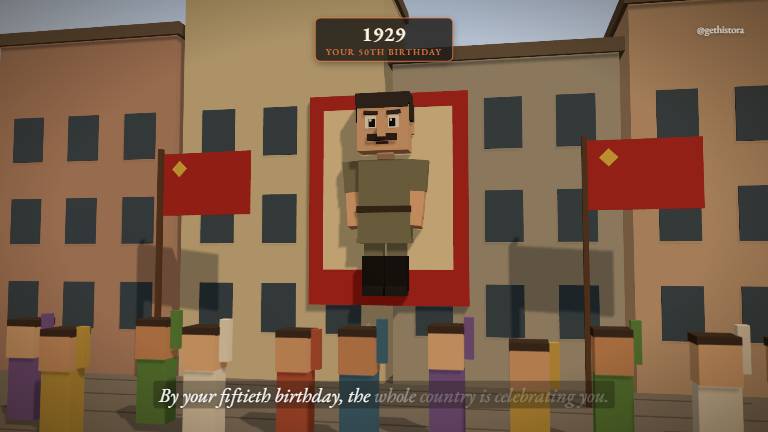 1929
YOUR 50TH BIRTHDAY
@gethistora
By your fiftieth birthday, the whole country is celebrating you.